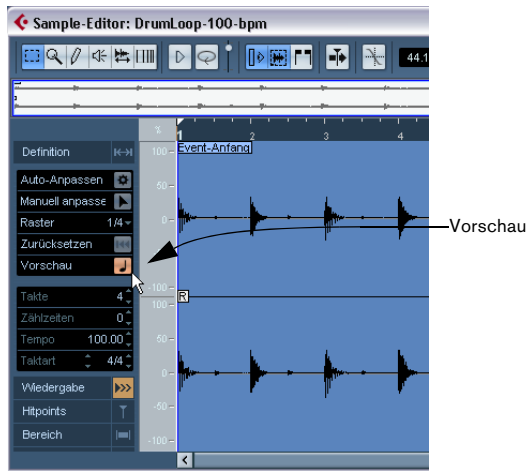 Sample-Editor: DrumLoop-100-bpm
44.1
%
1 2 3 4
Definition
Event-Anfang
100
50
0
-100
Auto-Anpassen
Manuell anpasse
Raster 1/4
Zurücksetzen
Vorschau
Vorschau
R
Takte 4
Zählzeiten 0
Tempo 100.00
Taktart 4/4
Wiedergabe
Hitpoints
Bereich
100
50
0
-50
-100